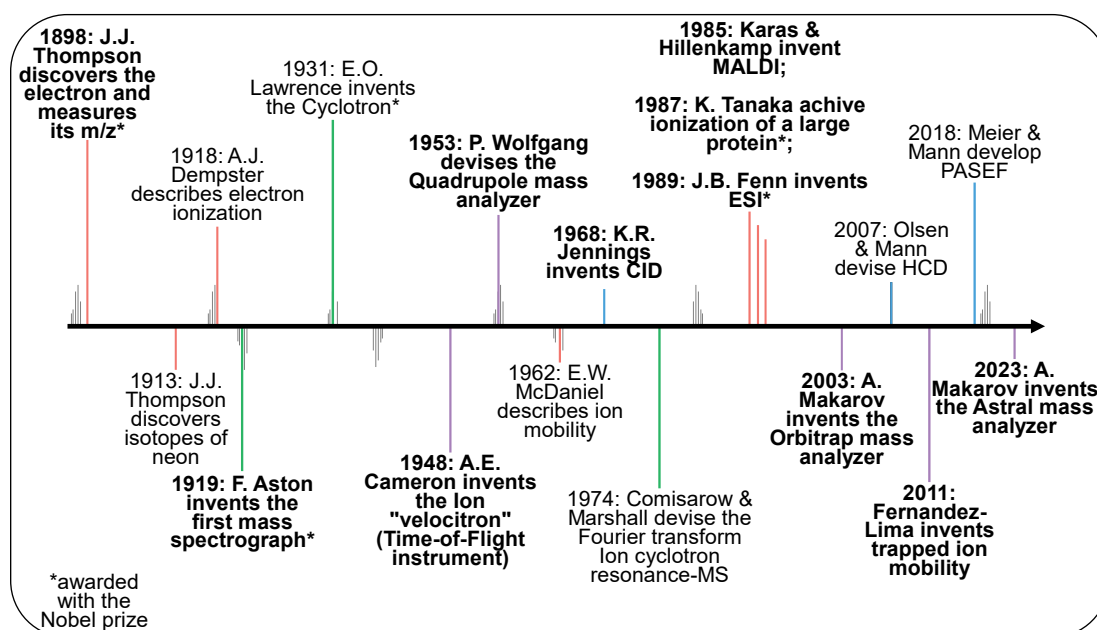 1898: J.J.
Thompson
discovers the
electron and
measures
its m/z*
1918: A.J.
Dempster
describes electron
ionization
1931: E.O.
Lawrence invents
the Cyclotron*
1953: P. Wolfgang
devises the
Quadrupole mass
analyzer
1968: K.R.
Jennings
invents CID
1985: Karas &
Hillenkamp invent
MALDI;
1987: K. Tanaka achive
ionization of a large
protein*;
1989: J.B. Fenn invents
ESI*
2007: Olsen
& Mann
devise HCD
2018: Meier &
Mann develop
PASEF
1913: J.J.
Thompson
discovers
isotopes of
neon
1919: F. Aston
invents the
first mass
spectrograph*
1948: A.E.
Cameron invents
the Ion
"velocitron"
(Time-of-Flight
instrument)
1962: E.W.
McDaniel
describes ion
mobility
1974: Comisarow &
Marshall devise the
Fourier transform
Ion cyclotron
resonance-MS
2003: A.
Makarov
invents the
Orbitrap mass
analyzer
2011:
Fernandez-
Lima invents
trapped ion
mobility
2023: A.
Makarov invents
the Astral mass
analyzer
*awarded
with the
Nobel prize